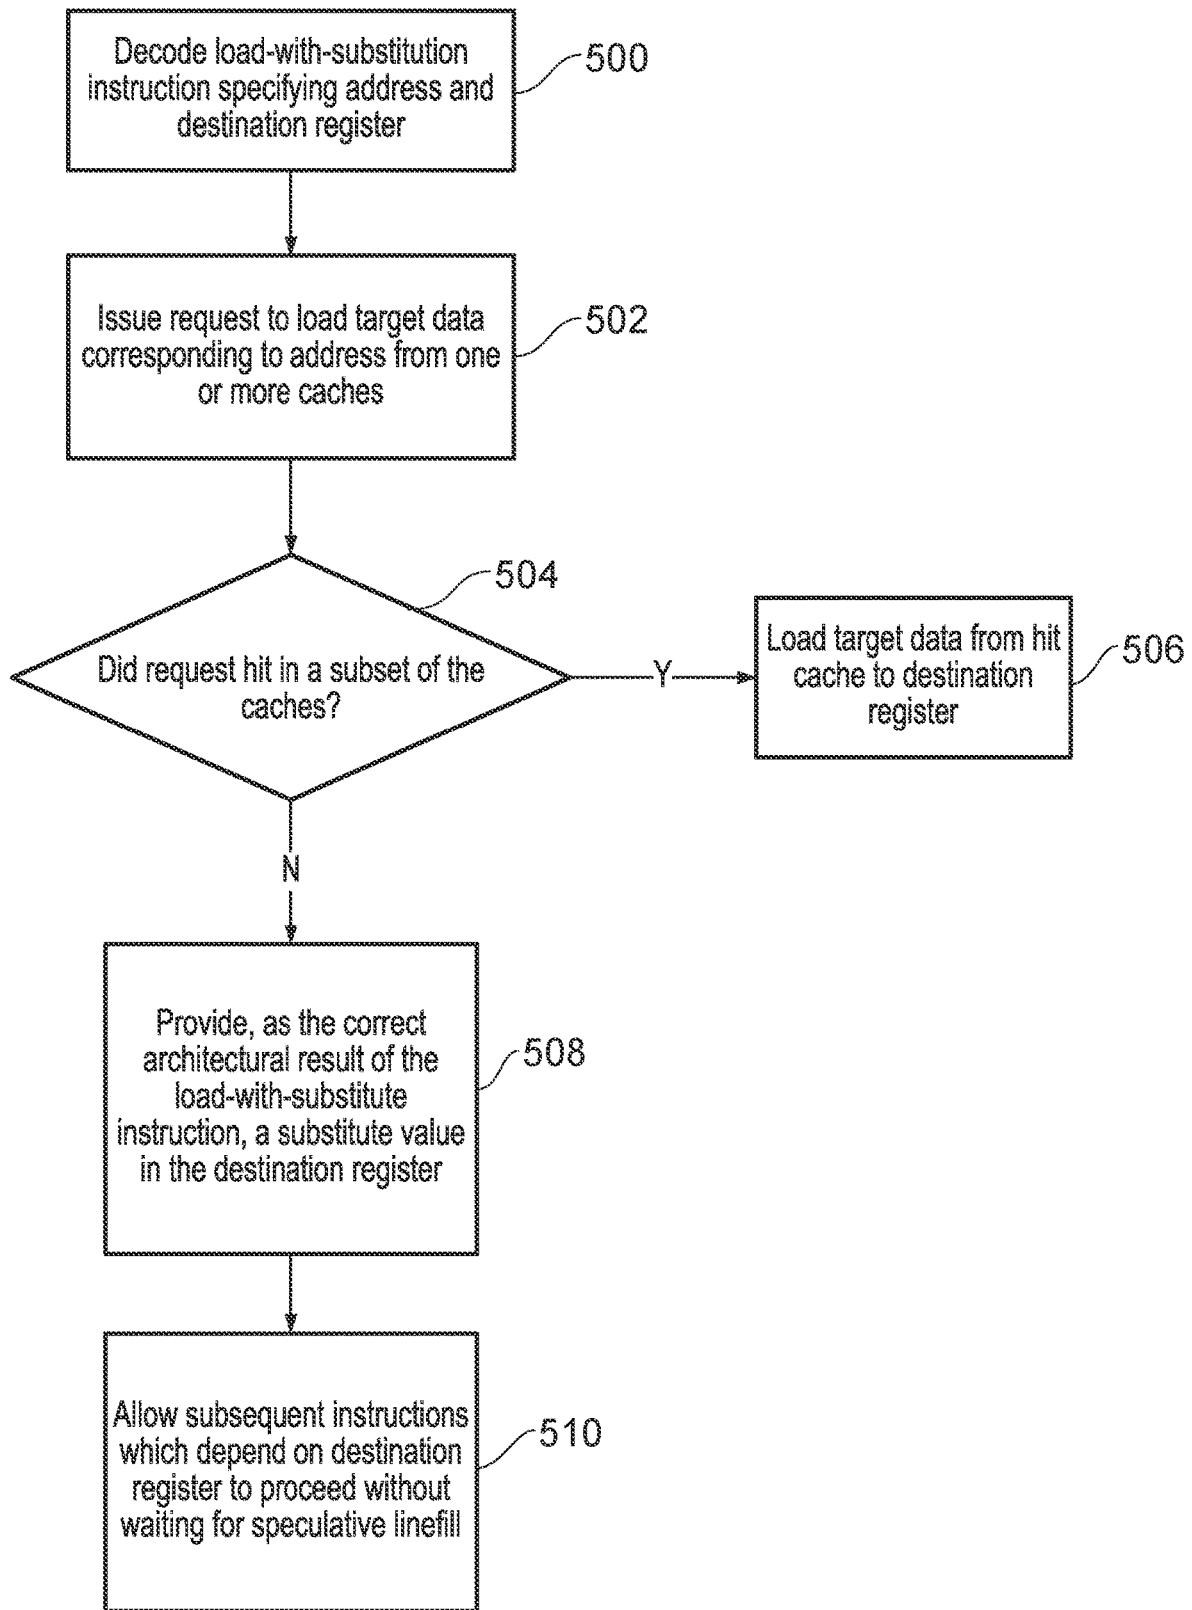 Decode load-with-substitution
instruction specifying address and
destination register
500
Issue request to load target data
corresponding to address from one
or more caches
502
504
Did request hit in a subset of the
caches?
Y
Load target data from hit
cache to destination
register
506
N
Provide, as the correct
architectural result of the
load-with-substitute
instruction, a substitute value
in the destination register
508
Allow subsequent instructions
which depend on destination
register to proceed without
waiting for speculative linefill
510